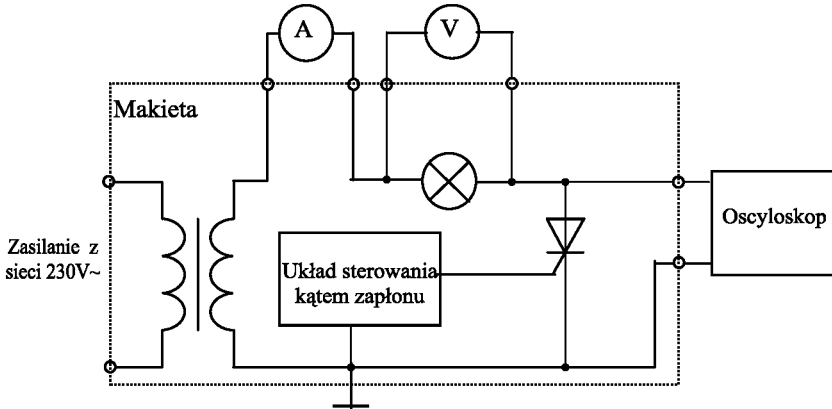 A
V
Makieta
Zasilanie z
sieci 230V~
Układ sterowania
kątem zapłonu
Oscyloskop